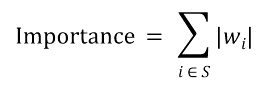 Importance = ∑_{i ∈ S} |w_i|